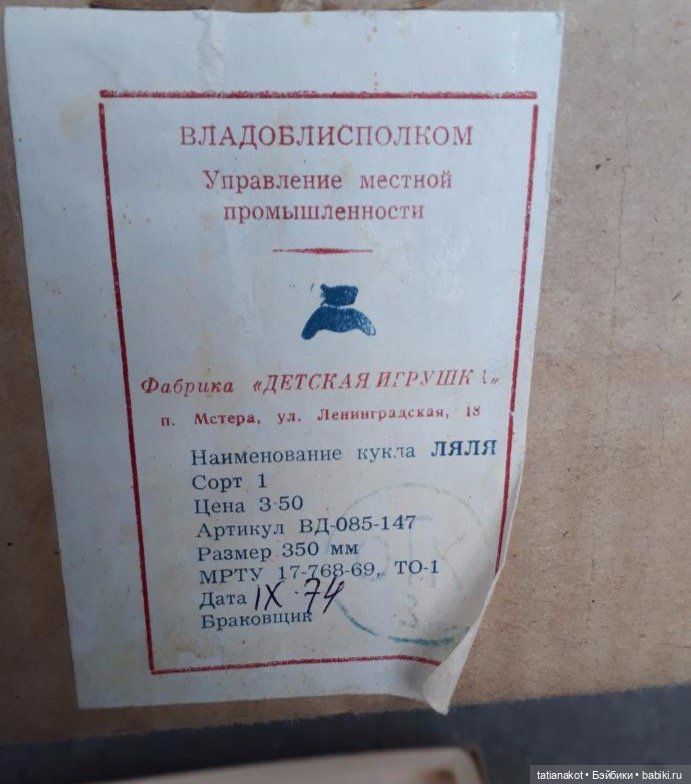 ВЛАДОБЛИСПОЛКОМ
Управление местной
промышленности
Фабрика «ДЕТСКАЯ ИГРУШКА»
п. Мстера, ул. Ленинградская, 18
Наименование кукла ЛЯЛЯ
Сорт 1
Цена 3-50
Артикул ВД-085-147
Размер 350 мм
МРТУ 17-768-69, ТО-1
Дата IX - 74
Браковщик
tatianakot • Бэйбики • babiki.ru